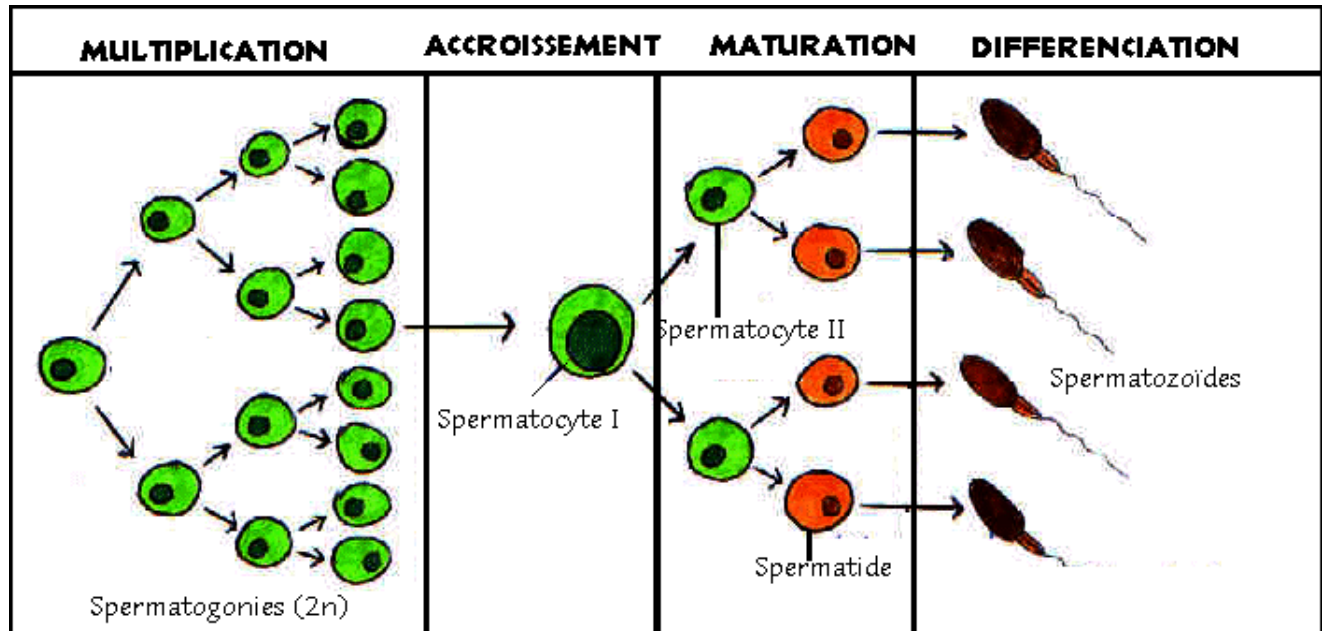 MULTIPLICATION
ACCROISSEMENT
MATURATION
DIFFERENCIATION
Spermatocyte II
Spermatozoïdes
Spermatocyte I
Spermatide
Spermatogonies (2n)